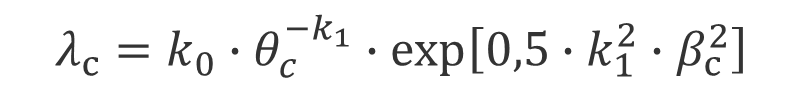 λ_c = k_0 · θ_c^{−k_1} · exp[0,5 · k_1^2 · β_c^2]